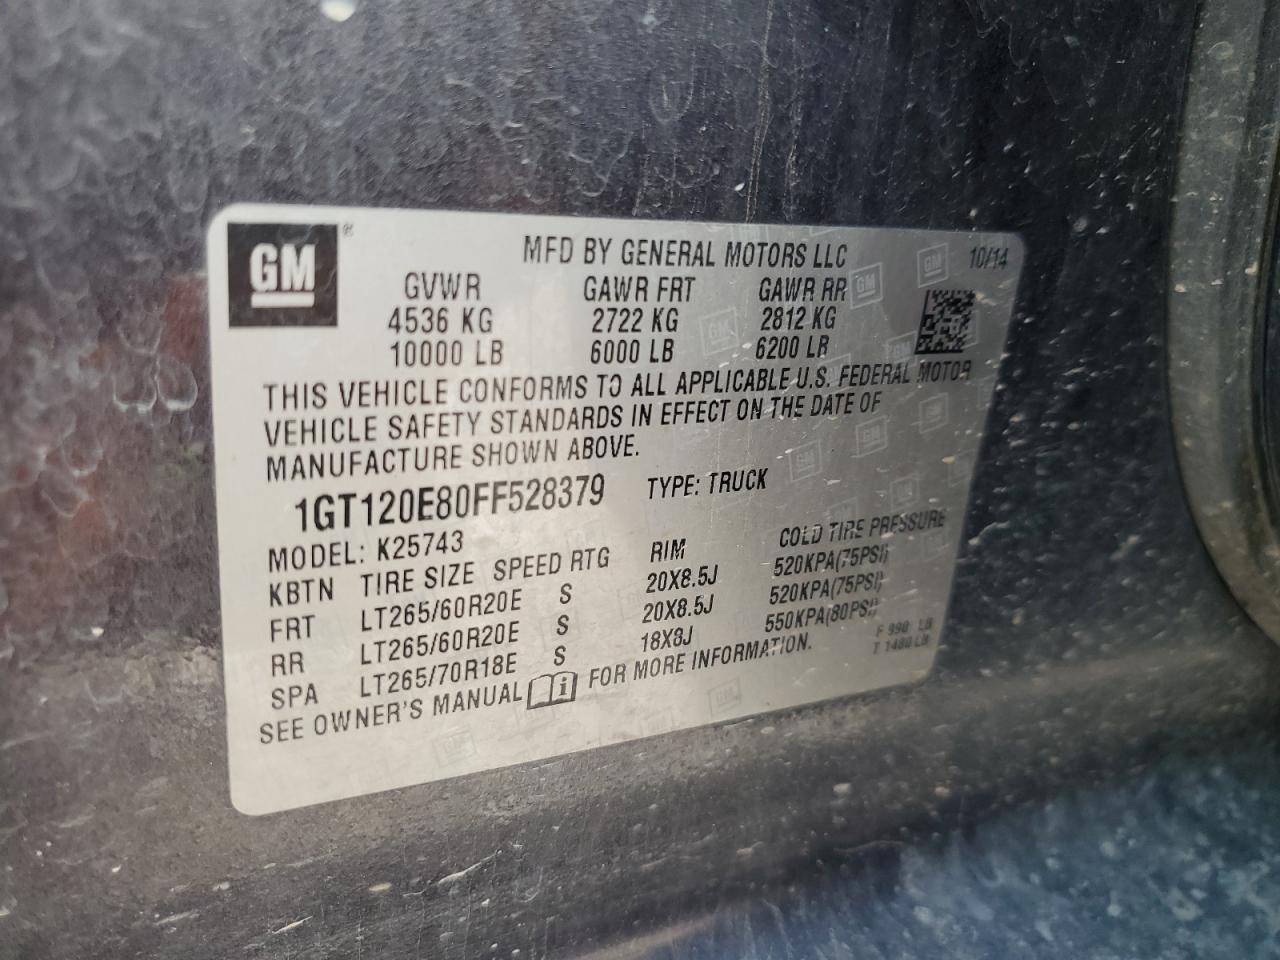 GM ®
MFD BY GENERAL MOTORS LLC 10/14
GVWR GAWR FRT GAWR RR
4536 KG 2722 KG 2812 KG
10000 LB 6000 LB 6200 LB
THIS VEHICLE CONFORMS TO ALL APPLICABLE U.S. FEDERAL MOTOR
VEHICLE SAFETY STANDARDS IN EFFECT ON THE DATE OF
MANUFACTURE SHOWN ABOVE.
1GT120E80FF528379 TYPE: TRUCK
MODEL: K25743
KBTN TIRE SIZE SPEED RTG RIM COLD TIRE PRESSURE
FRT LT265/60R20E S 20X8.5J 520KPA(75PSI)
RR LT265/60R20E S 20X8.5J 520KPA(75PSI)
SPA LT265/70R18E S 18X8J 550KPA(80PSI)
SEE OWNER'S MANUAL i FOR MORE INFORMATION.
F 990 LB
T 1480 LB